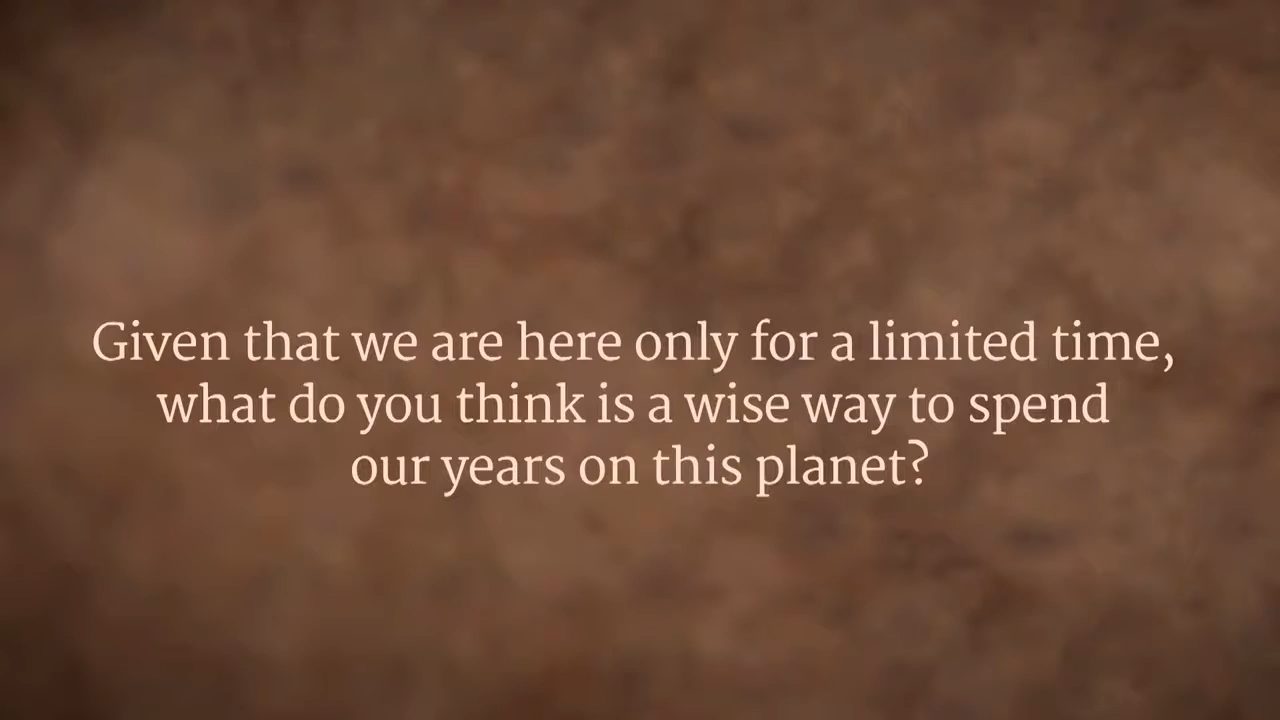 Given that we are here only for a limited time,
what do you think is a wise way to spend
our years on this planet?